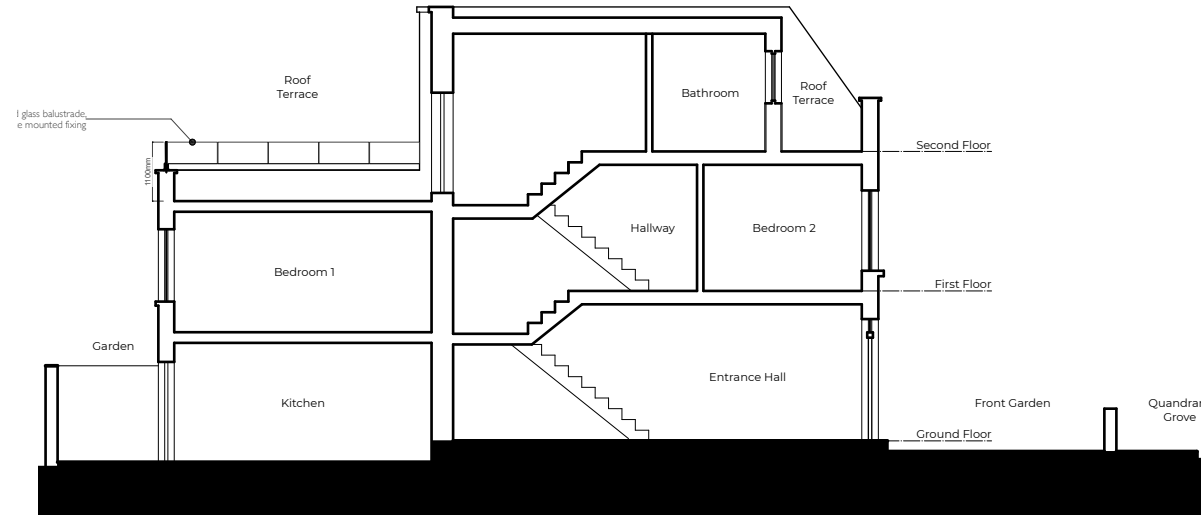 Roof
Terrace
l glass balustrade,
e mounted fixing
1100mm
Bathroom
Roof
Terrace
Second Floor
Hallway
Bedroom 2
Bedroom 1
First Floor
Garden
Kitchen
Entrance Hall
Front Garden
Quandran
Grove
Ground Floor